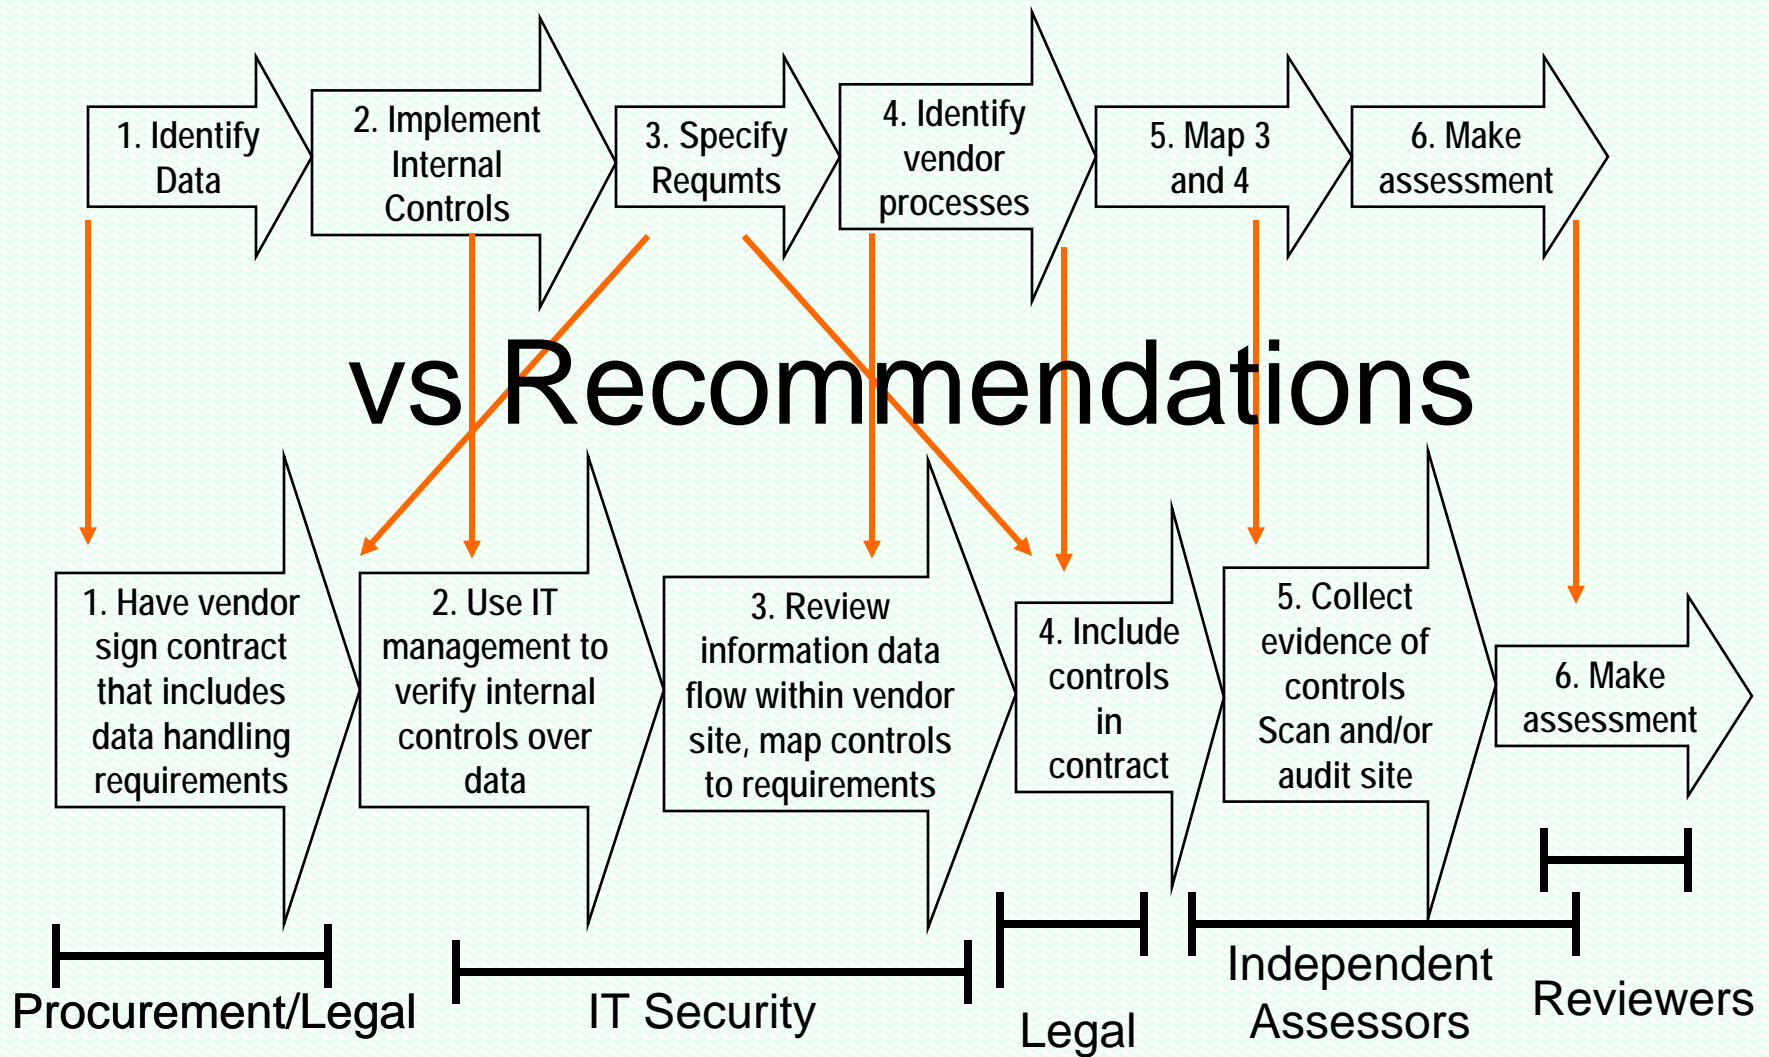 1. Identify
Data
2. Implement
Internal
Controls
3. Specify
Requmts
4. Identify
vendor
processes
5. Map 3
and 4
6. Make
assessment
vs Recommendations
1. Have vendor
sign contract
that includes
data handling
requirements
2. Use IT
management to
verify internal
controls over
data
3. Review
information data
flow within vendor
site, map controls
to requirements
4. Include
controls
in
contract
5. Collect
evidence of
controls
Scan and/or
audit site
6. Make
assessment
Procurement/Legal
IT Security
Legal
Independent
Assessors
Reviewers